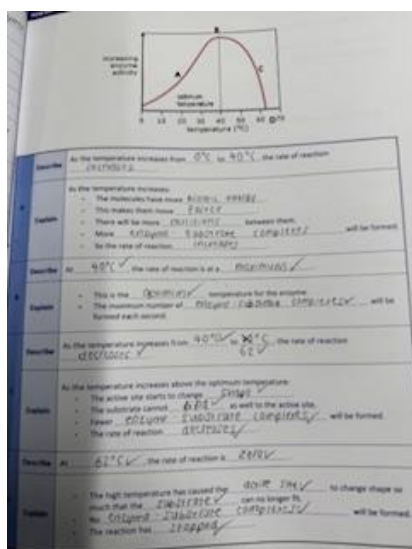 increasing
enzyme
activity
B
A
C
optimum
temperature
0 10 20 30 40 50 60 70
temperature (°C)
Describe
As the temperature increases from 0°C to 40°C, the rate of reaction
increases
Explain
As the temperature increases:
- The molecules have more kinetic energy
- This makes them move faster
- There will be more collisions between them.
- More enzyme substrate complexes will be formed.
- So the rate of reaction increases
Describe
At 40°C, the rate of reaction is at a maximum
Explain
- This is the optimum temperature for the enzyme
- The maximum number of enzyme-substrate complexes will be
formed each second.
Describe
As the temperature increases from 40°C to °C, the rate of reaction
62
decreases
Explain
As the temperature increases above the optimum temperature:
- The active site starts to change shape
- The substrate cannot as well to the active site.
- Fewer enzyme substrate complexes will be formed.
- The rate of reaction decreases
Describe
At 62°C, the rate of reaction is zero
Explain
- The high temperature has caused the active site to change shape so
much that the substrate can no longer fit.
- No enzyme substrate complexes will be formed.
- The reaction has stopped